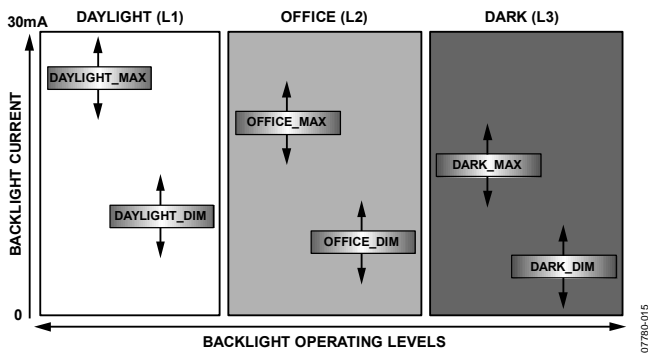 30mA
DAYLIGHT (L1)
OFFICE (L2)
DARK (L3)
DAYLIGHT_MAX
OFFICE_MAX
DARK_MAX
DAYLIGHT_DIM
OFFICE_DIM
DARK_DIM
BACKLIGHT CURRENT
0
BACKLIGHT OPERATING LEVELS
07780-015